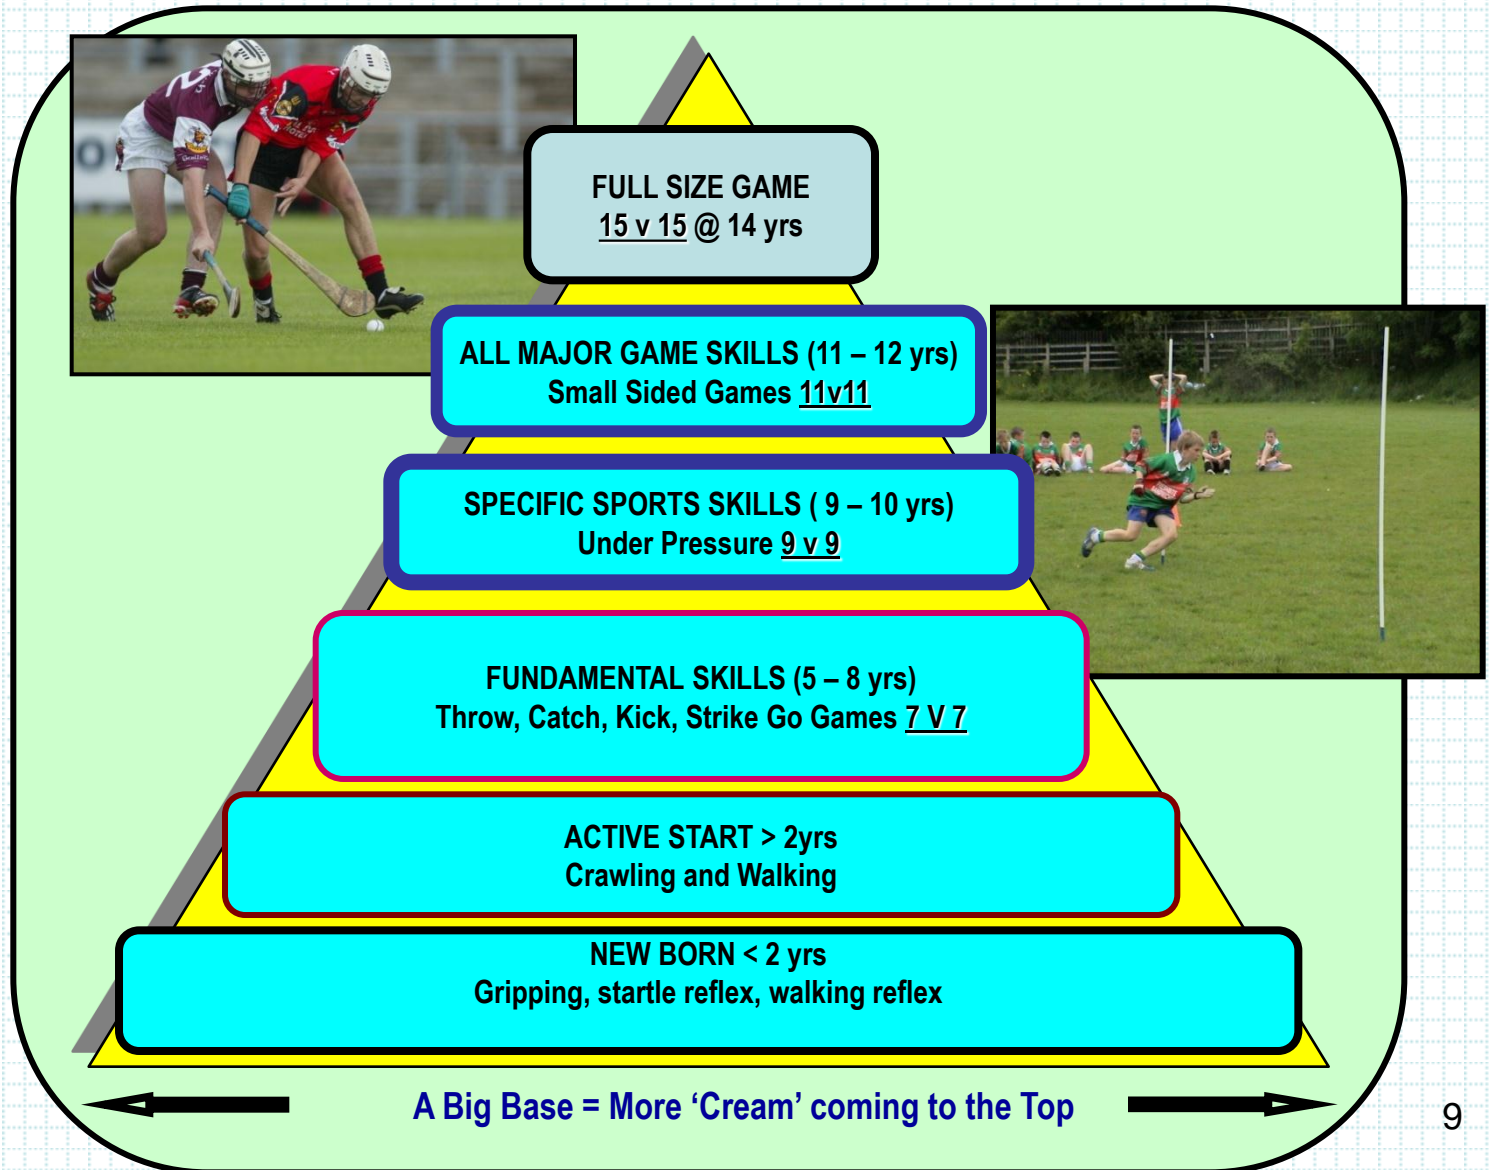 FULL SIZE GAME
15 v 15 @ 14 yrs
ALL MAJOR GAME SKILLS (11 – 12 yrs)
Small Sided Games 11v11
SPECIFIC SPORTS SKILLS ( 9 – 10 yrs)
Under Pressure 9 v 9
FUNDAMENTAL SKILLS (5 – 8 yrs)
Throw, Catch, Kick, Strike Go Games 7 V 7
ACTIVE START > 2yrs
Crawling and Walking
NEW BORN < 2 yrs
Gripping, startle reflex, walking reflex
A Big Base = More ‘Cream’ coming to the Top
9